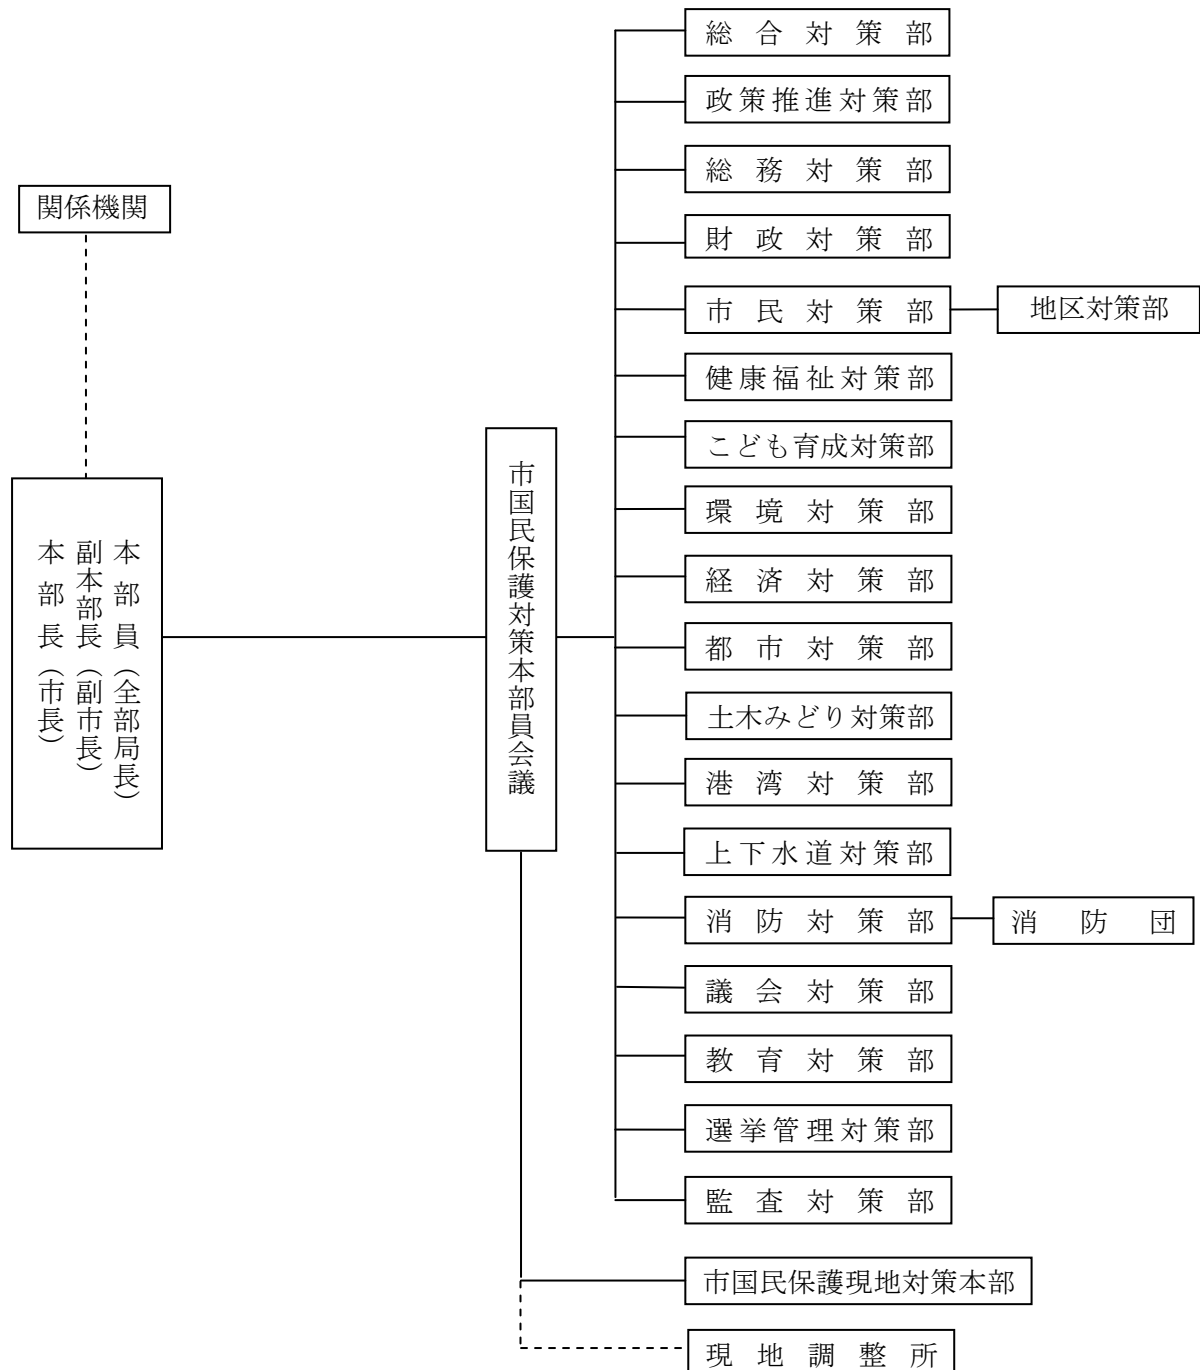 関係機関
本部長（市長）
副本部長（副市長）
本部員（全部局長）
市国民保護対策本部員会議
総合対策部
政策推進対策部
総務対策部
財政対策部
市民対策部
地区対策部
健康福祉対策部
こども育成対策部
環境対策部
経済対策部
都市対策部
土木みどり対策部
港湾対策部
上下水道対策部
消防対策部
消防団
議会対策部
教育対策部
選挙管理対策部
監査対策部
市国民保護現地対策本部
現地調整所